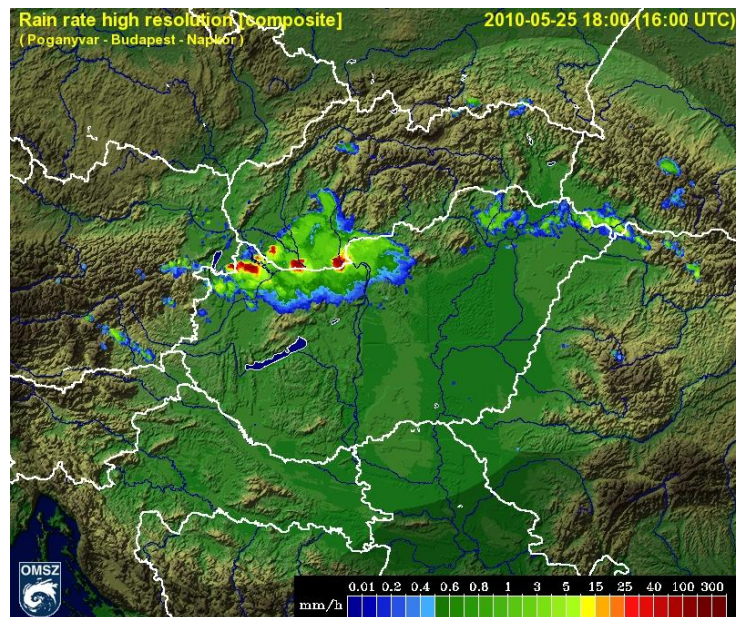 Rain rate high resolution [composite] 2010-05-25 18:00 (16:00 UTC)
( Poganyvar - Budapest - Napkor )
OMSZ
0.01 0.2 0.4 0.6 0.8 1 3 5 15 25 40 100 300
mm/h